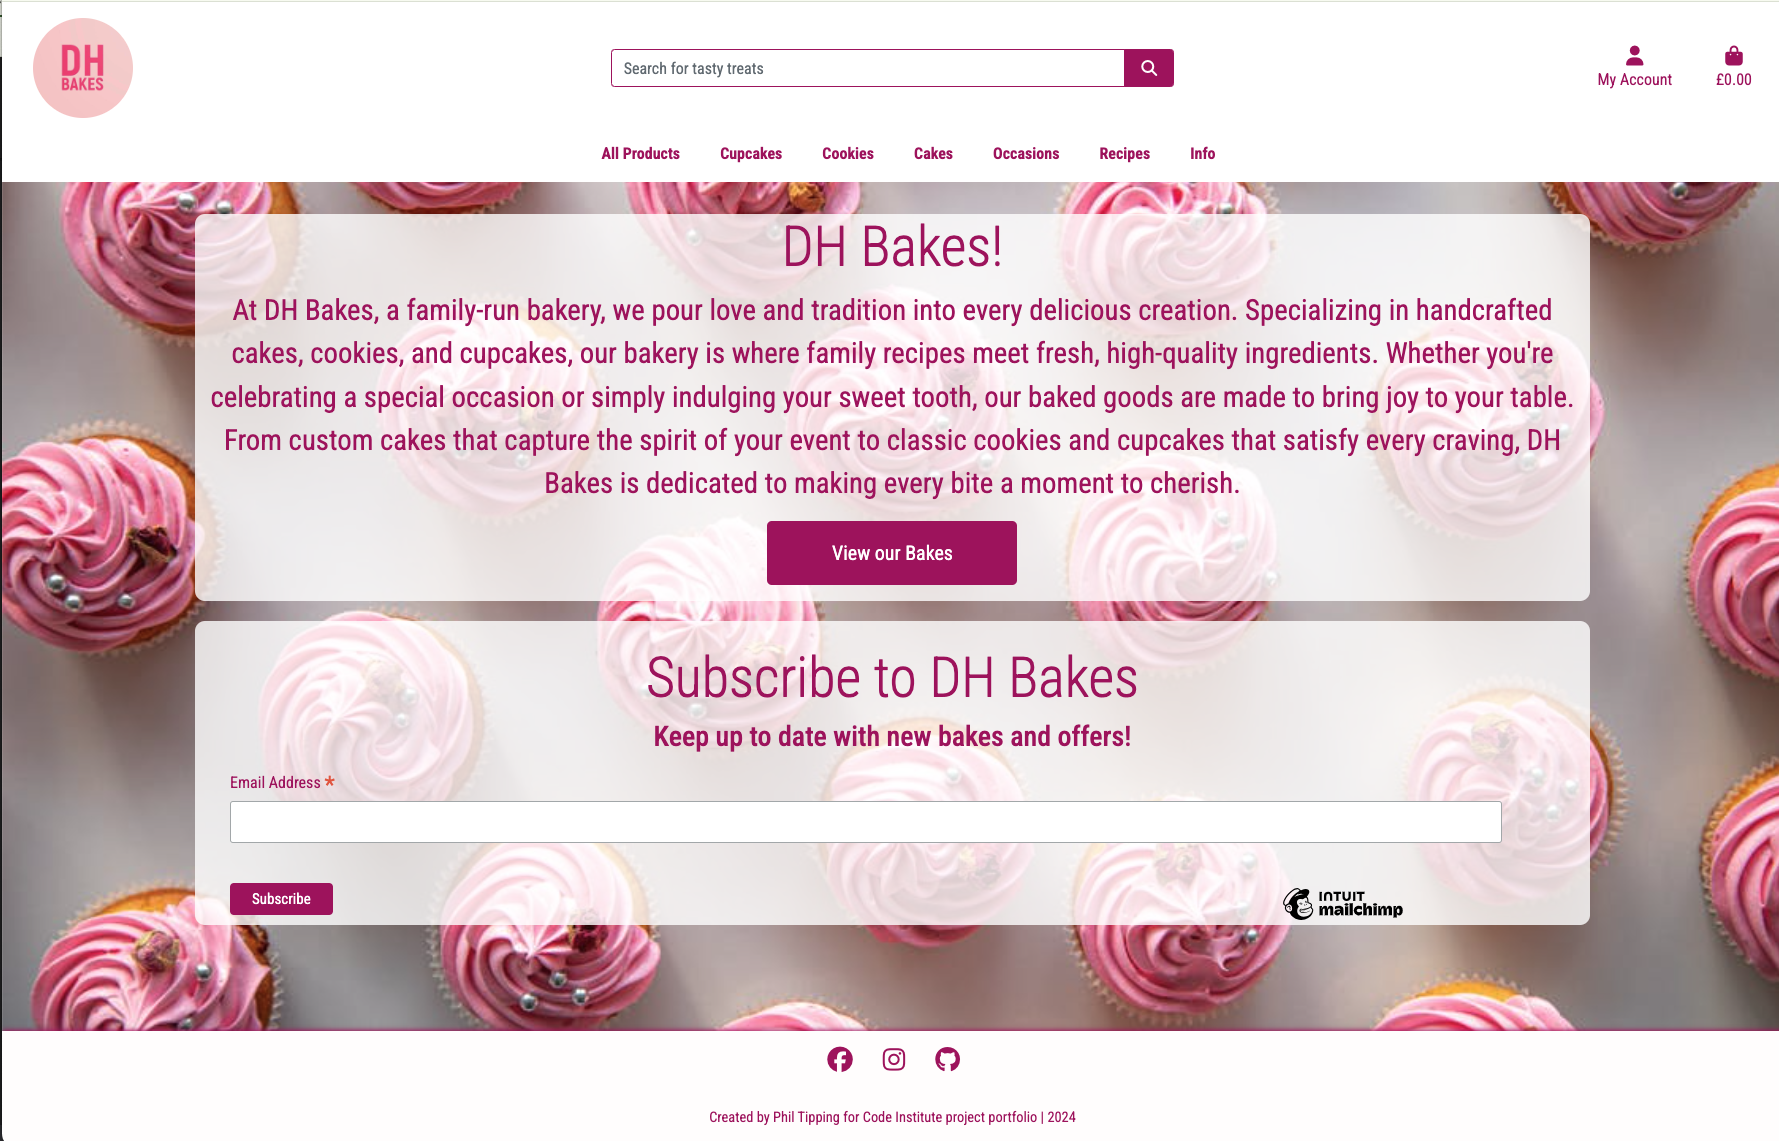 DH
BAKES
Search for tasty treats
My Account
£0.00
All Products Cupcakes Cookies Cakes Occasions Recipes Info
DH Bakes!
At DH Bakes, a family-run bakery, we pour love and tradition into every delicious creation. Specializing in handcrafted
cakes, cookies, and cupcakes, our bakery is where family recipes meet fresh, high-quality ingredients. Whether you're
celebrating a special occasion or simply indulging your sweet tooth, our baked goods are made to bring joy to your table.
From custom cakes that capture the spirit of your event to classic cookies and cupcakes that satisfy every craving, DH
Bakes is dedicated to making every bite a moment to cherish.
View our Bakes
Subscribe to DH Bakes
Keep up to date with new bakes and offers!
Email Address *
Subscribe
INTUIT
mailchimp
Created by Phil Tipping for Code Institute project portfolio | 2024